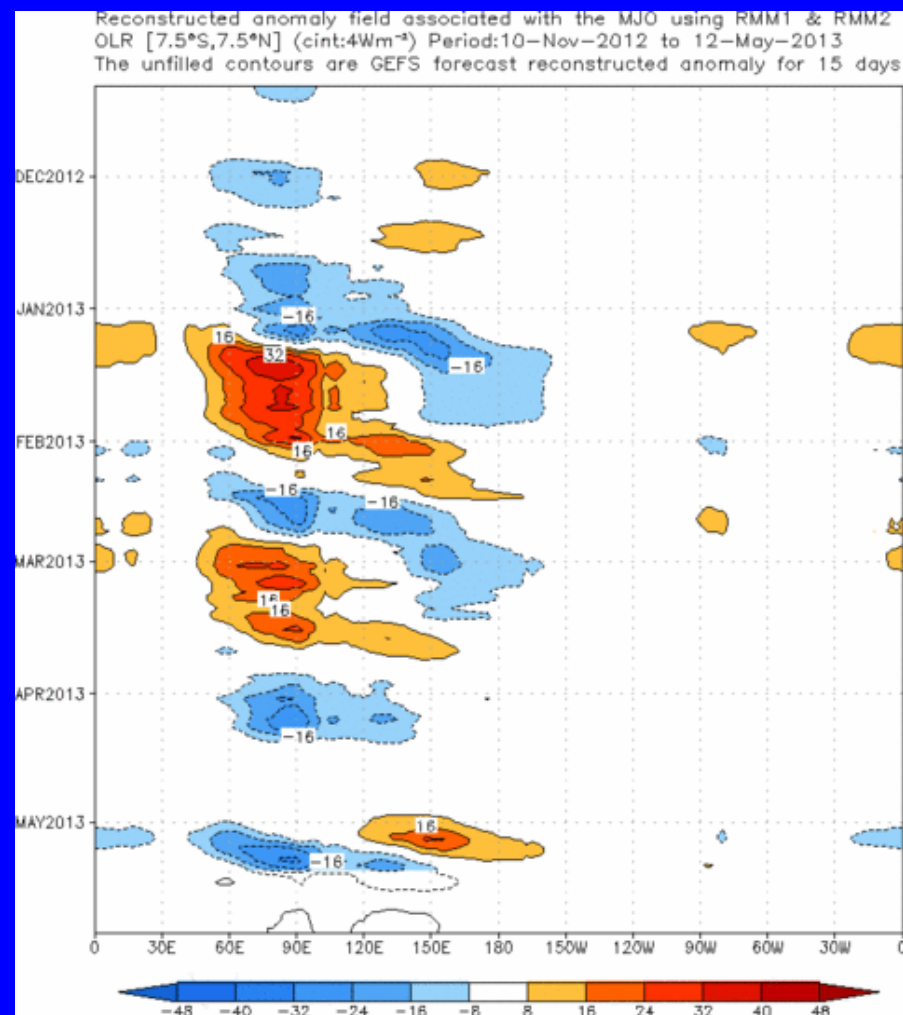 Reconstructed anomaly field associated with the MJO using RMM1 & RMM2
OLR [7.5°S,7.5°N] (cint:4Wm⁻²) Period:10-Nov-2012 to 12-May-2013
The unfilled contours are GEFS forecast reconstructed anomaly for 15 days
DEC2012
JAN2013
-16
16
32
-16
16
FEB2013
16
-16
-16
MAR2013
16
16
APR2013
-16
MAY2013
16
-16
0 30E 60E 90E 120E 150E 180 150W 120W 90W 60W 30W 0
-48 -40 -32 -24 -16 -8 8 16 24 32 40 48